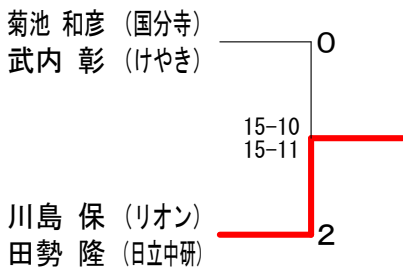 菊池 和彦 (国分寺)
武内 彰 (けやき)
0
15-10
15-11
川島 保 (リオン)
田勢 隆 (日立中研)
2